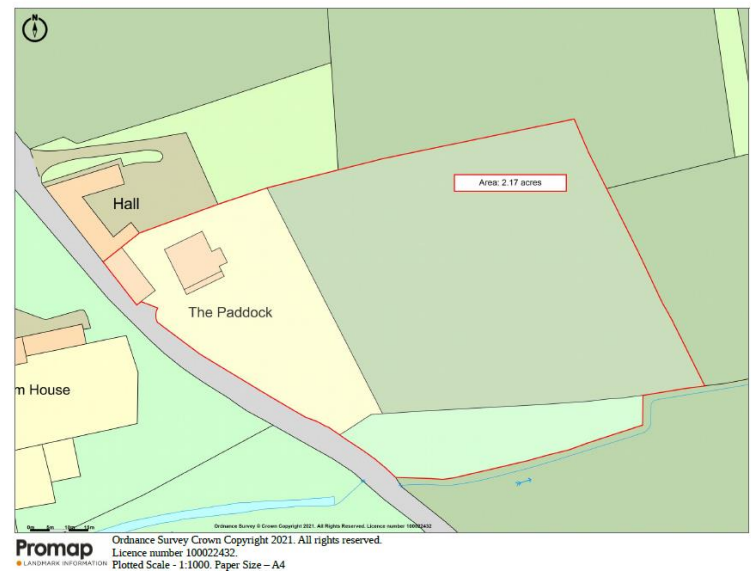 N
Area: 2.17 acres
Hall
The Paddock
m House
0m 5m 10m 15m
Ordnance Survey © Crown Copyright 2021. All Rights Reserved. Licence number 100022432
Promap
LANDMARK INFORMATION
Ordnance Survey Crown Copyright 2021. All rights reserved.
Licence number 100022432.
Plotted Scale - 1:1000. Paper Size – A4